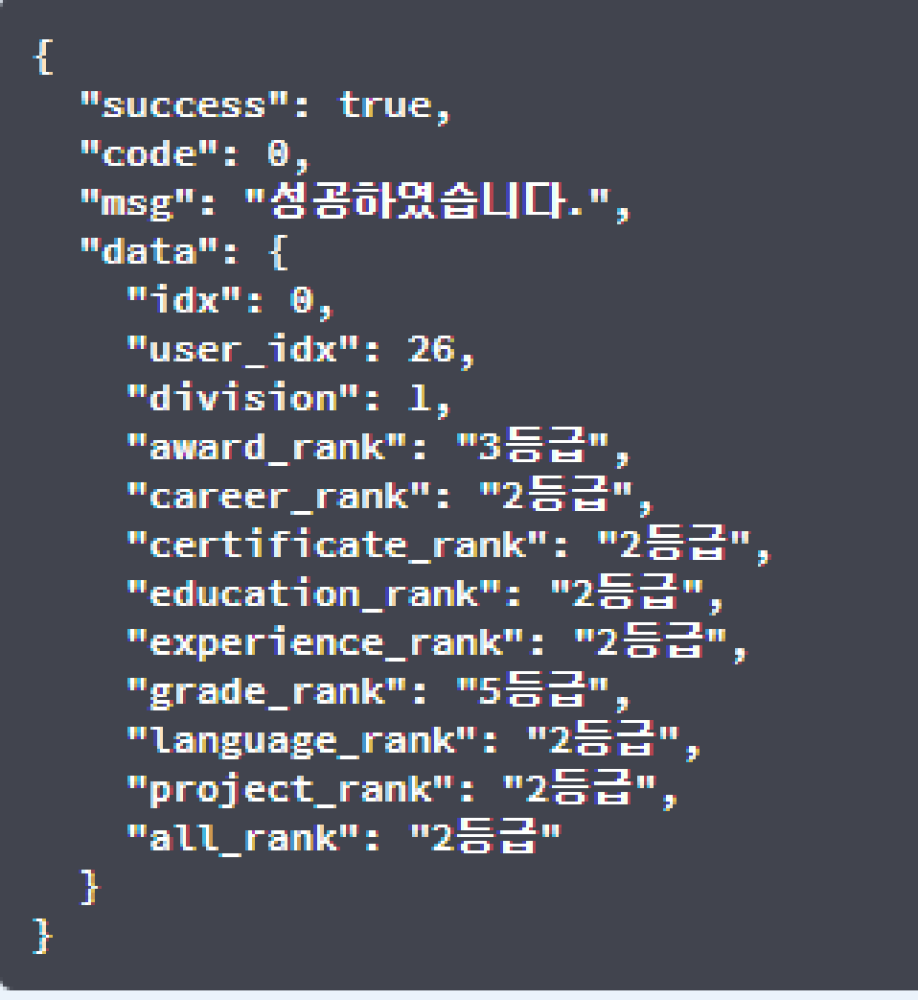 {
  "success": true,
  "code": 0,
  "msg": "성공하였습니다.",
  "data": {
    "idx": 0,
    "user_idx": 26,
    "division": 1,
    "award_rank": "3등급",
    "career_rank": "2등급",
    "certificate_rank": "2등급",
    "education_rank": "2등급",
    "experience_rank": "2등급",
    "grade_rank": "5등급",
    "language_rank": "2등급",
    "project_rank": "2등급",
    "all_rank": "2등급"
  }
}